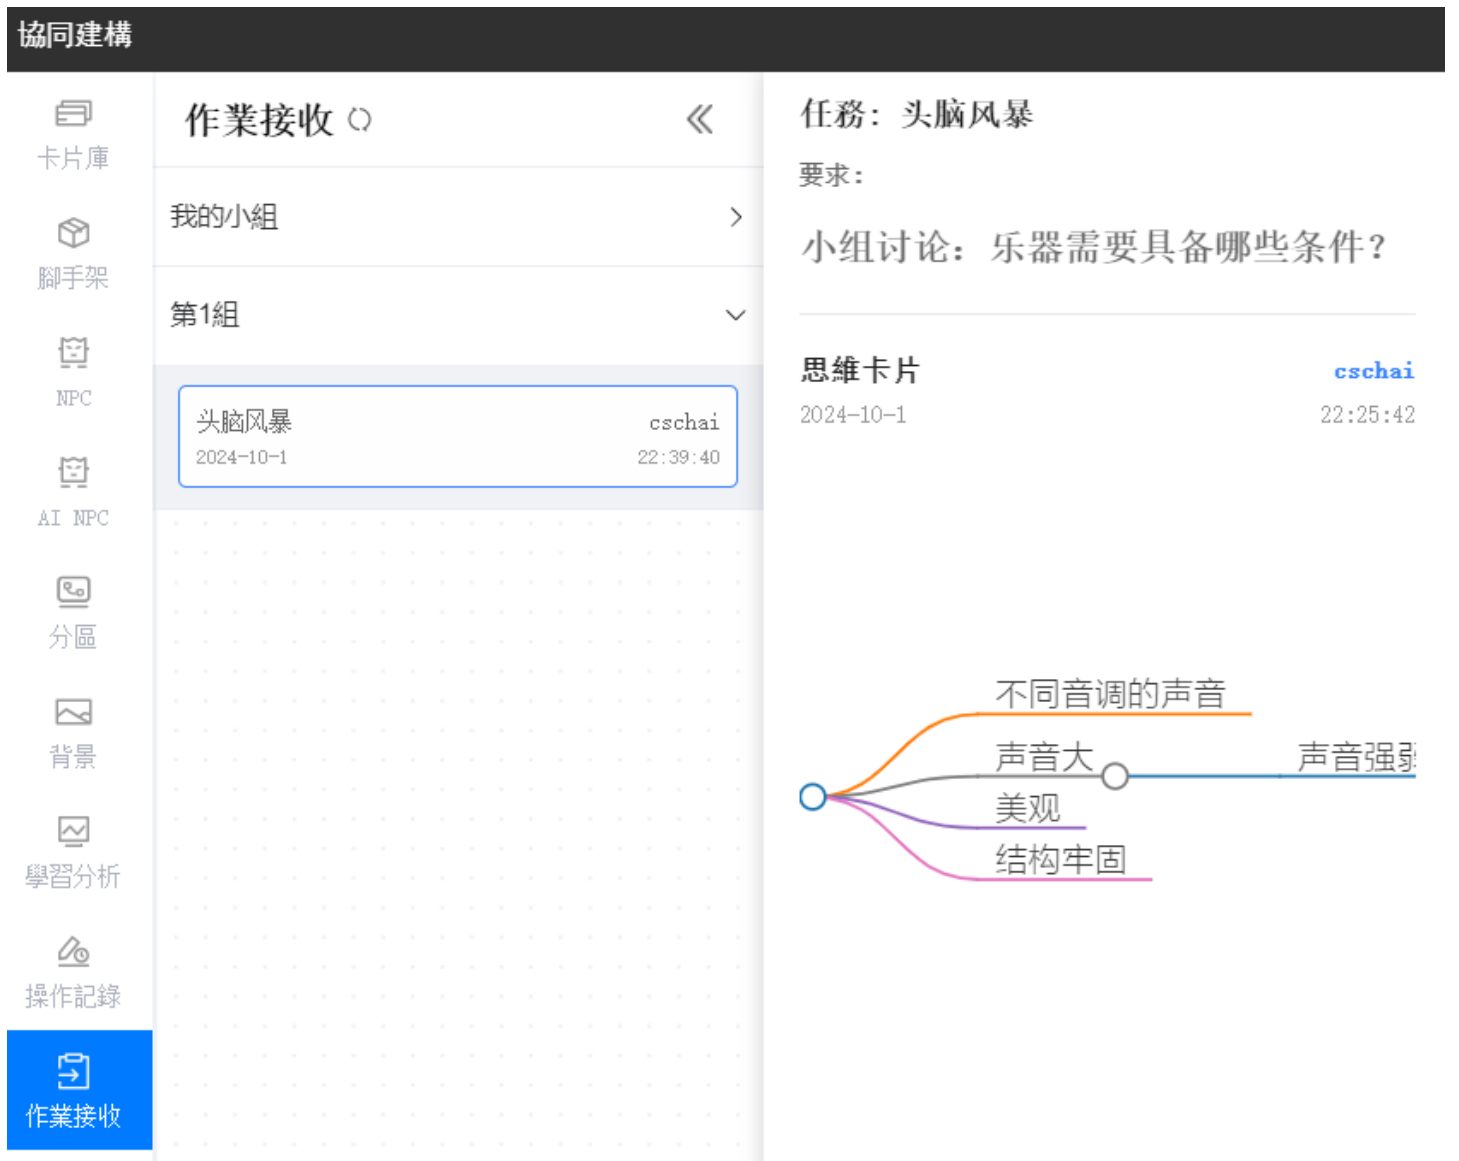 協同建構
卡片庫
腳手架
NPC
AI NPC
分區
背景
學習分析
操作記錄
作業接收
作業接收
我的小組
第1組
头脑风暴 cschai
2024-10-1 22:39:40
任務：头脑风暴
要求：
小组讨论：乐器需要具备哪些条件？
思維卡片 cschai
2024-10-1 22:25:42
不同音调的声音
声音大 声音强弱
美观
结构牢固